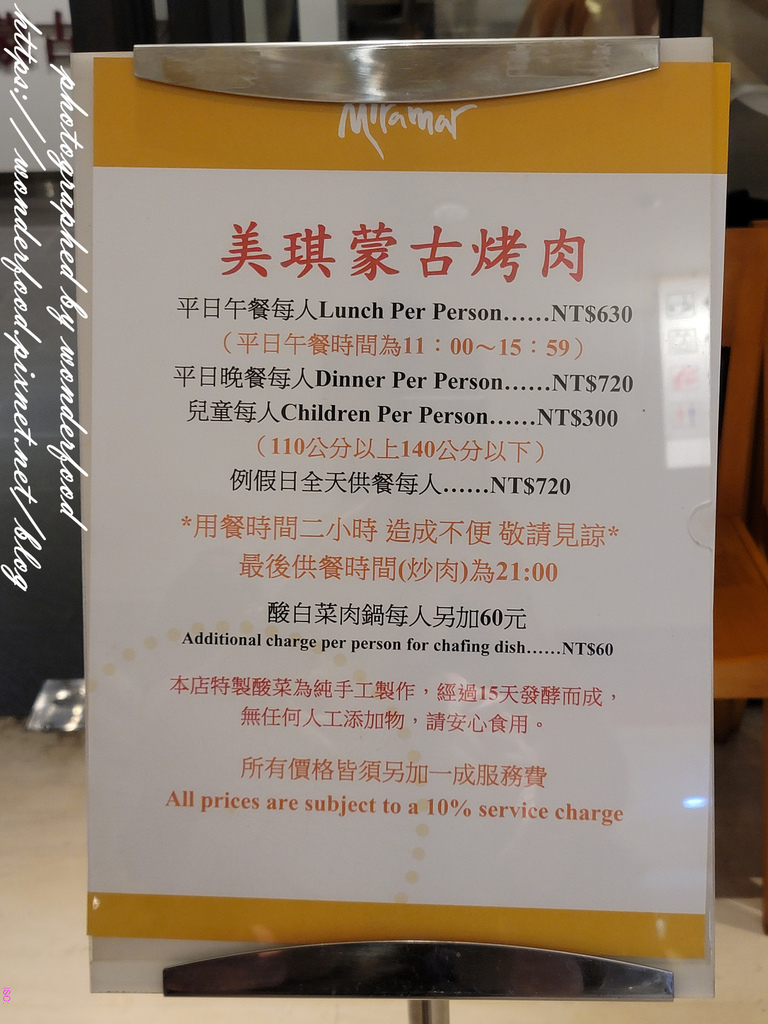 Miramar
美琪蒙古烤肉
平日午餐每人Lunch Per Person……NT$630
（平日午餐時間為11：00～15：59）
平日晚餐每人Dinner Per Person……NT$720
兒童每人Children Per Person……NT$300
（110公分以上140公分以下）
例假日全天供餐每人……NT$720
*用餐時間二小時 造成不便 敬請見諒*
最後供餐時間(炒肉)為21:00
酸白菜肉鍋每人另加60元
Additional charge per person for chafing dish……NT$60
本店特製酸菜為純手工製作，經過15天發酵而成，
無任何人工添加物，請安心食用。
所有價格皆須另加一成服務費
All prices are subject to a 10% service charge
photographed by wonderfood
https://wonderfood.pixnet.net/blog